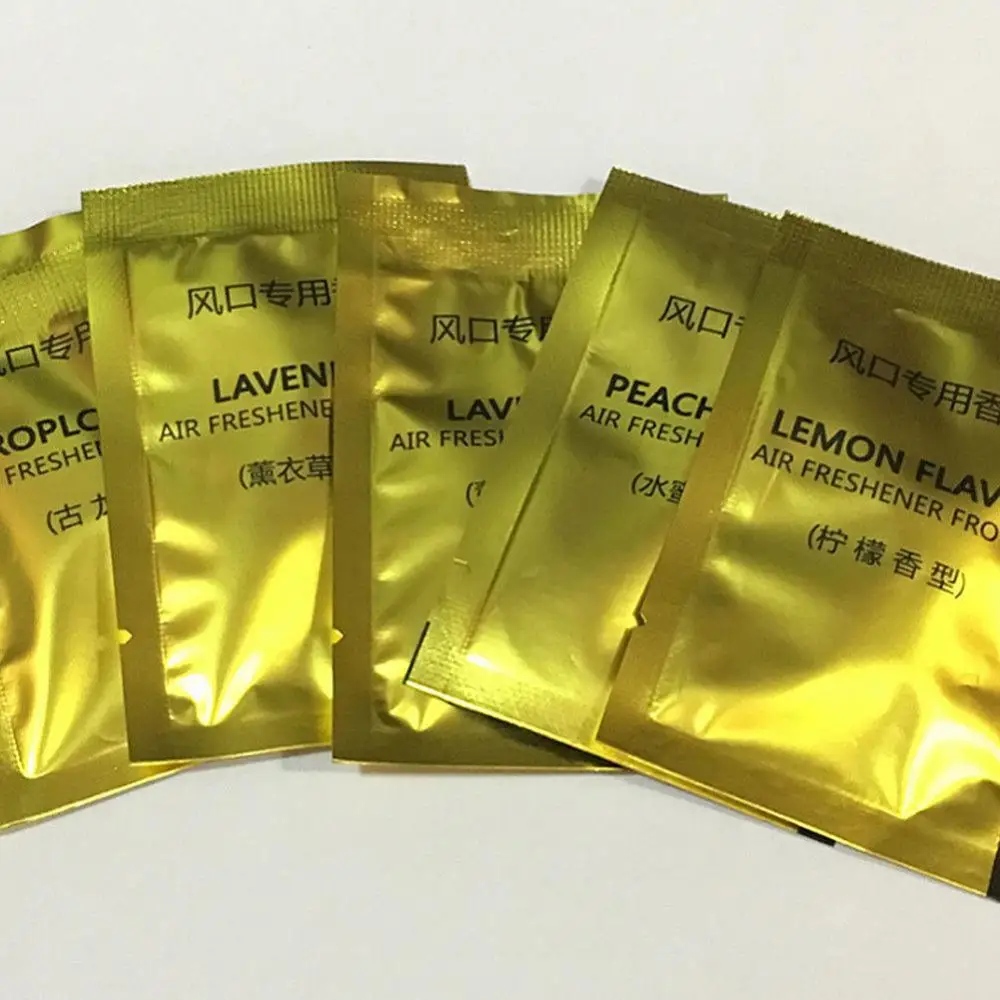 风口专用
ROPLO
FRESHE
(古龙
风口专用香
LAVEN
AIR FRESHENE
(薰衣草
风口专用
LAV
AIR FRES
风口专
PEACH
AIR FRESH
(水蜜
风口专用香
LEMON FLAV
AIR FRESHENER FRO
(柠檬香型)